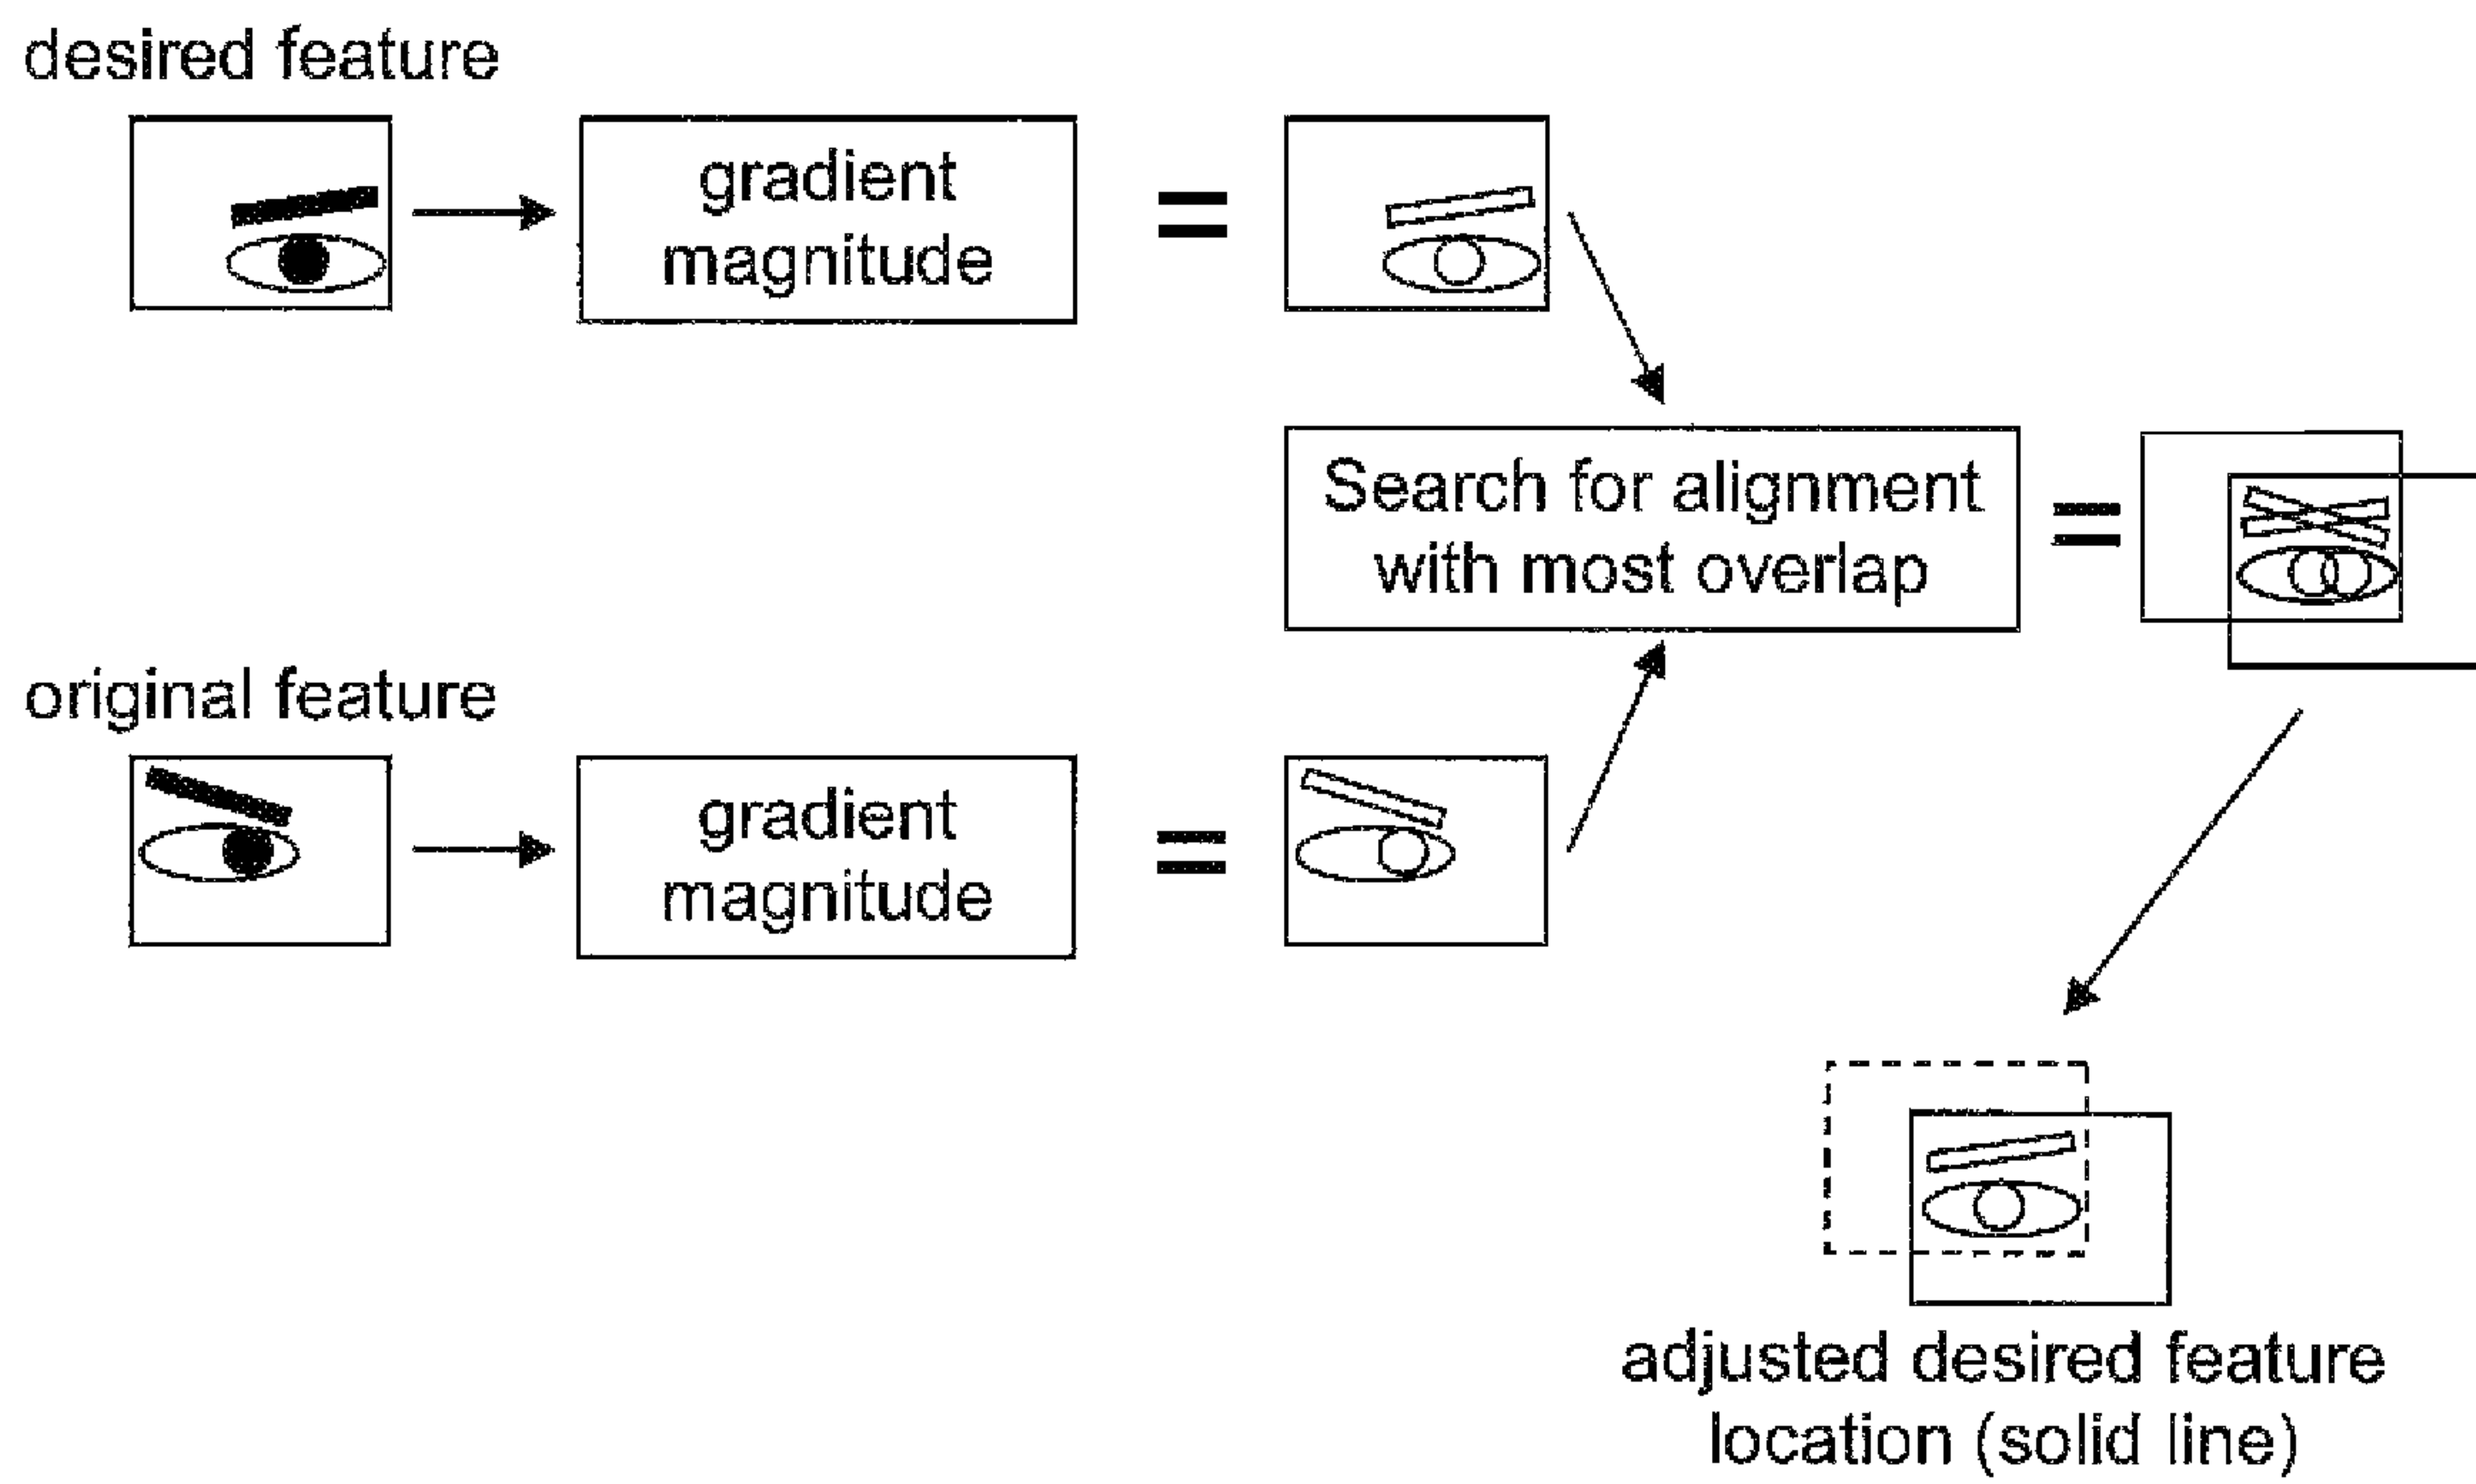 desired feature
gradient
magnitude
=
Search for alignment
with most overlap
=
original feature
gradient
magnitude
=
adjusted desired feature
location (solid line)